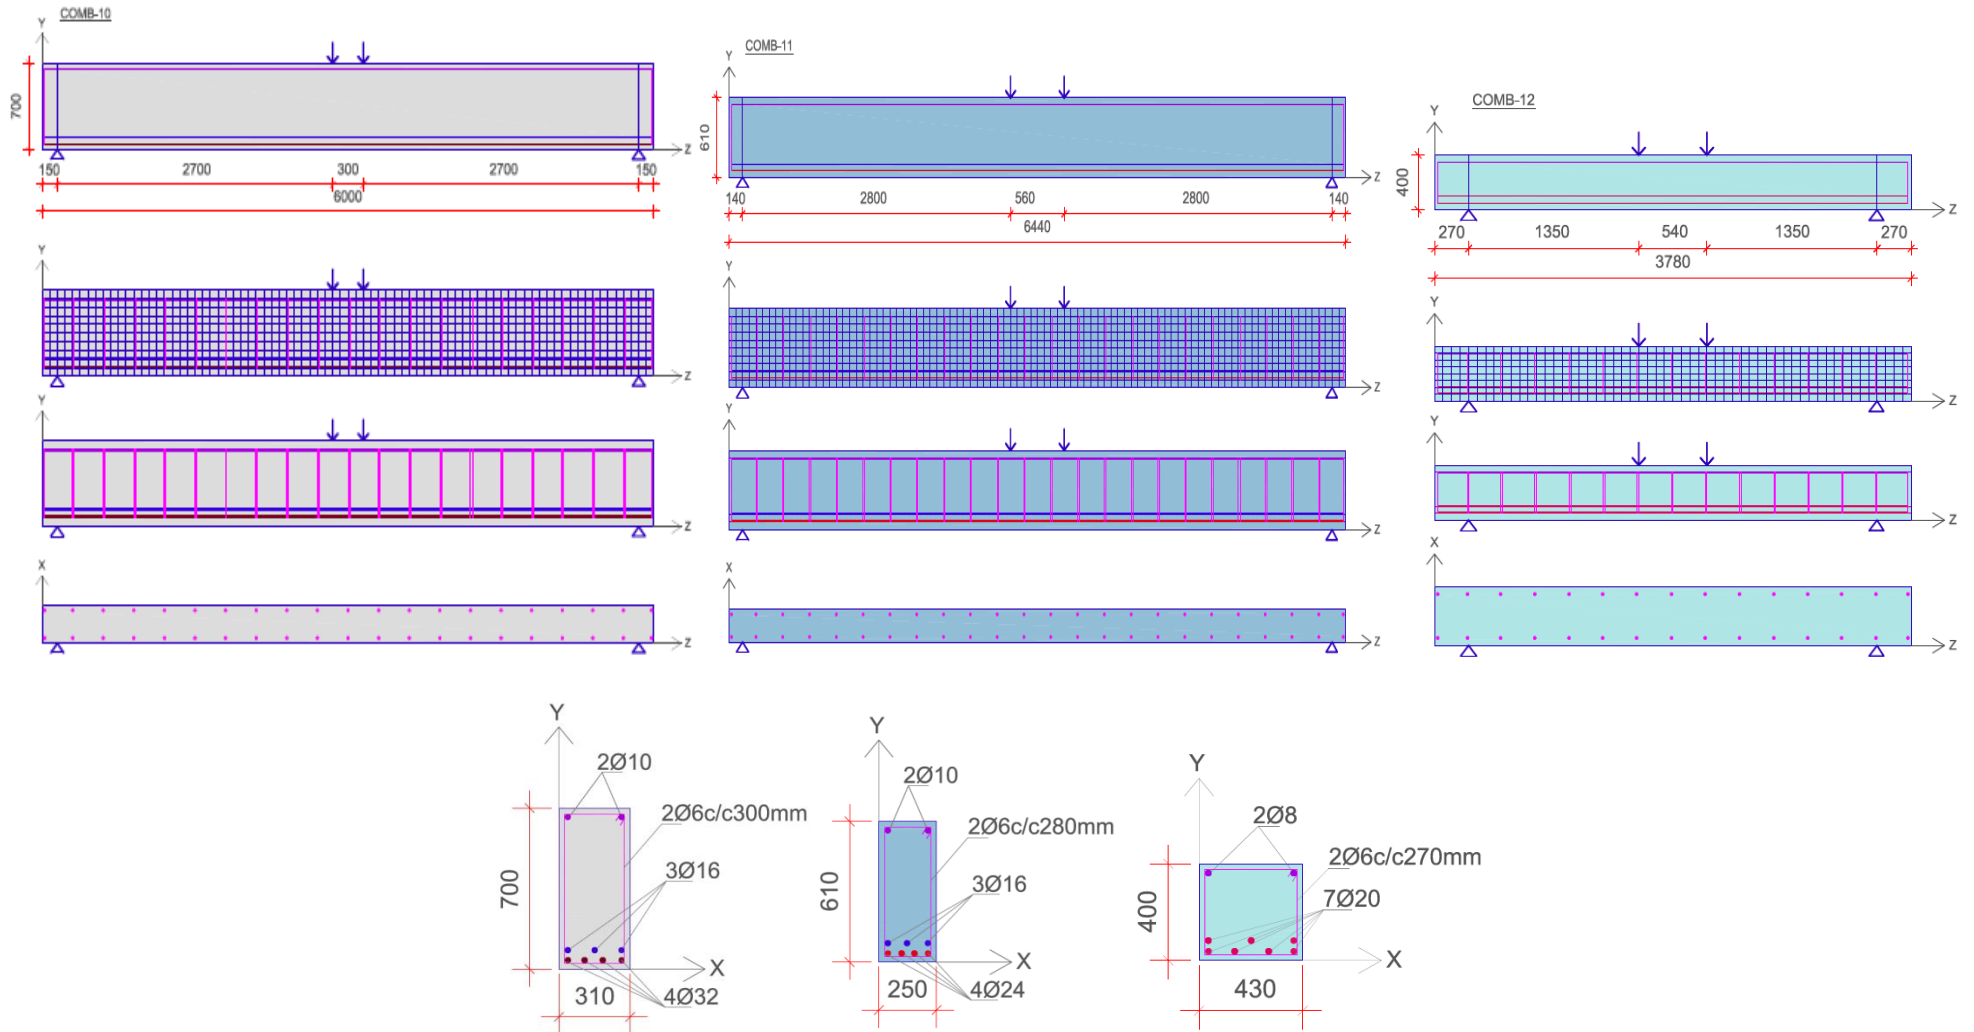 COMB-10
Y
700
Z
150 2700 300 2700 150
6000
COMB-11
Y
610
Z
140 2800 560 2800 140
6440
COMB-12
Y
400
Z
270 1350 540 1350 270
3780
Y
Z
Y
Z
Y
Z
Y
Z
Y
Z
Y
Z
X
Z
X
Z
X
Z
Y
2Ø10
2Ø6c/c300mm
3Ø16
700
X
310
4Ø32
Y
2Ø10
2Ø6c/c280mm
3Ø16
610
X
250
4Ø24
Y
2Ø8
2Ø6c/c270mm
7Ø20
400
X
430